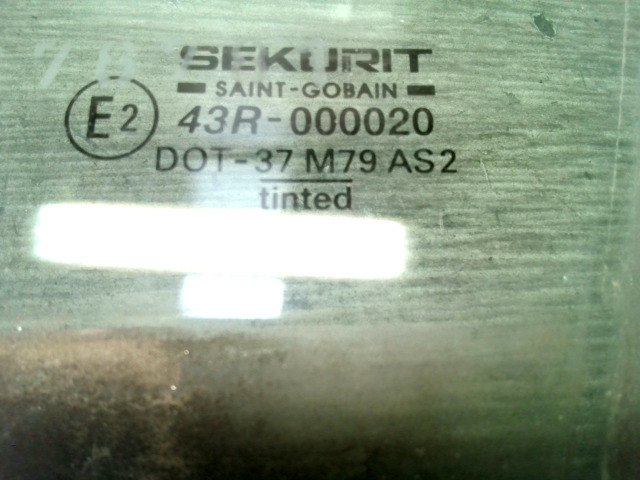 SEKURIT
SAINT-GOBAIN
E2 43R-000020
DOT-37 M79 AS2
tinted